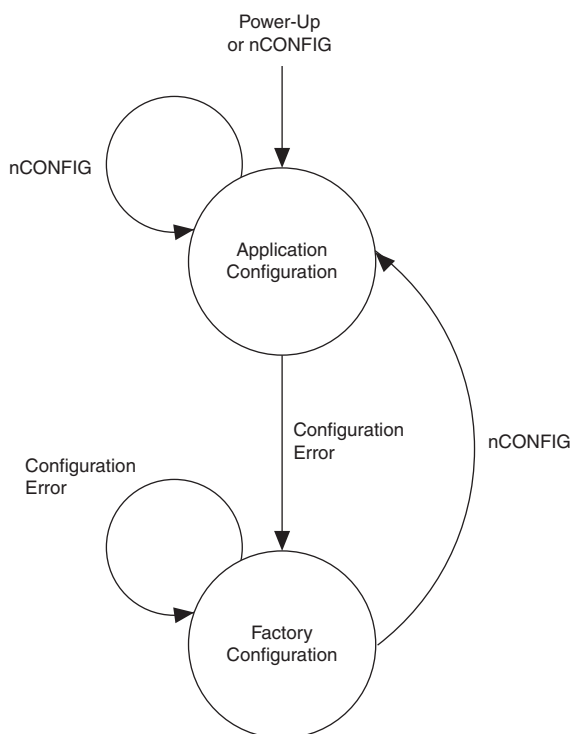 Power-Up
or nCONFIG
nCONFIG
Application
Configuration
Configuration
Error
nCONFIG
Configuration
Error
Factory
Configuration